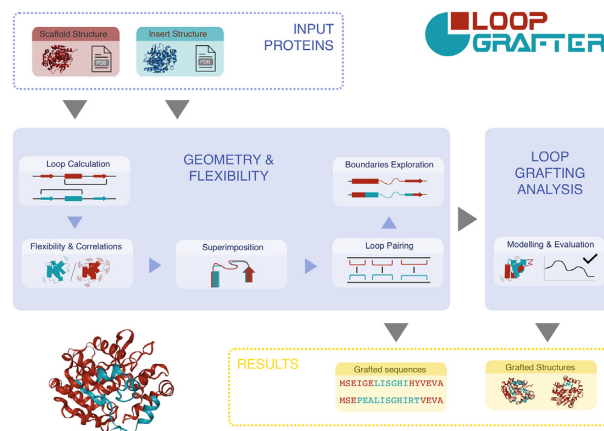 Scaffold Structure
PDB
Insert Structure
PDB
INPUT
PROTEINS
LOOP
GRAFTER
Loop Calculation
GEOMETRY &
FLEXIBILITY
Boundaries Exploration
LOOP
GRAFTING
ANALYSIS
Flexibility & Correlations
Superimposition
Loop Pairing
Modelling & Evaluation
RESULTS
Grafted sequences
MSEIGELISGHIHYVEVA
MSEPEALISGHIRTVEVA
Grafted Structures